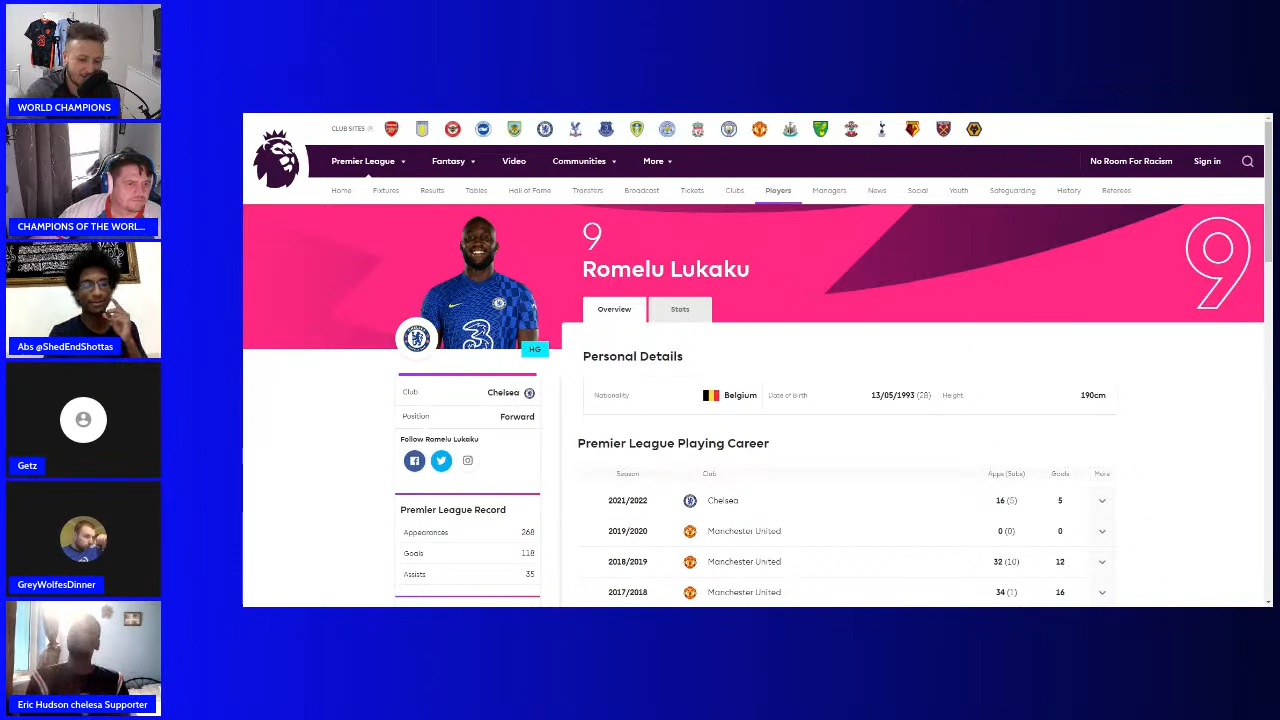 WORLD CHAMPIONS
CHAMPIONS OF THE WORL...
Abs @ShedEndShottas
Getz
GreyWolfesDinner
Eric Hudson chelesa Supporter
CLUB SITES
Premier League
Fantasy
Video
Communities
More
No Room For Racism
Sign in
Home
Fixtures
Results
Tables
Hall of Fame
Transfers
Broadcast
Tickets
Clubs
Players
Managers
News
Social
Youth
Safeguarding
History
Referees
9
Romelu Lukaku
9
Overview
Stats
3
HG
Club Chelsea
Position Forward
Follow Romelu Lukaku
Premier League Record
Appearances 268
Goals 118
Assists 35
Personal Details
Nationality Belgium Date of Birth 13/05/1993 (28) Height 190cm
Premier League Playing Career
Season Club Apps (Subs) Goals More
2021/2022 Chelsea 16 (5) 5
2019/2020 Manchester United 0 (0) 0
2018/2019 Manchester United 32 (10) 12
2017/2018 Manchester United 34 (1) 16